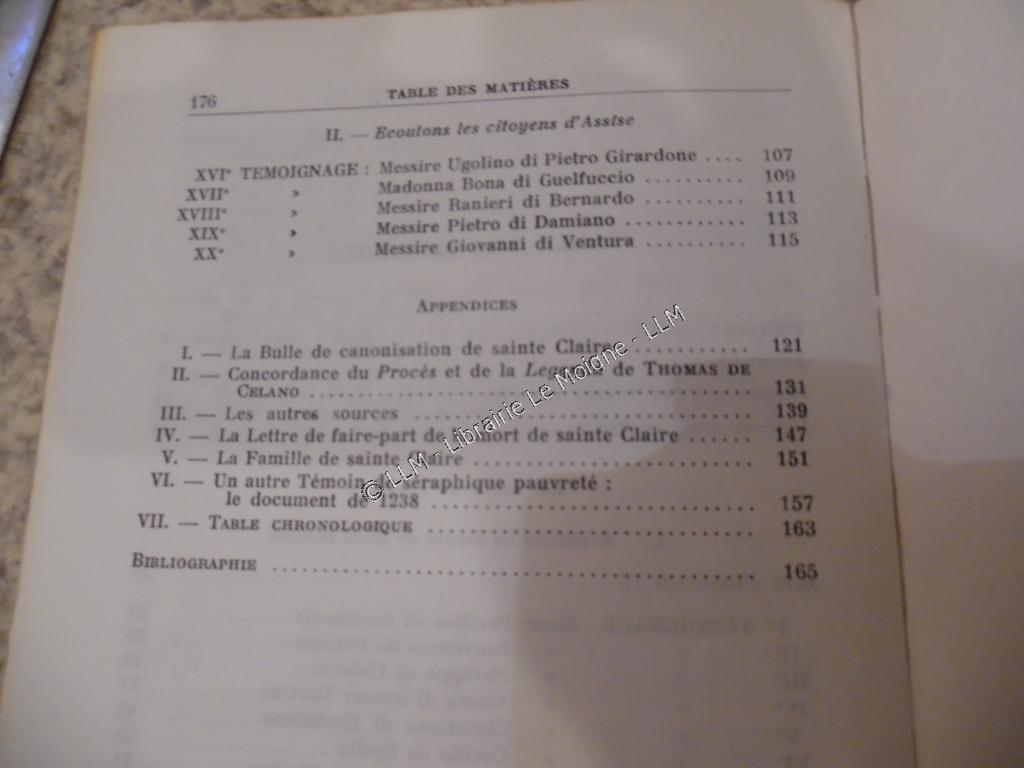 176 TABLE DES MATIÈRES
II. — Ecoutons les citoyens d'Assise
XVIe TEMOIGNAGE : Messire Ugolino di Pietro Girardone .... 107
XVIIe » Madonna Bona di Guelfuccio .......... 109
XVIIIe » Messire Ranieri di Bernardo .......... 111
XIXe » Messire Pietro di Damiano ............ 113
XXe » Messire Giovanni di Ventura .......... 115
APPENDICES
I. — La Bulle de canonisation de sainte Claire ............ 121
II. — Concordance du Procès et de la de THOMAS DE
CELANO ............................................ 131
III. — Les autres sources .................................. 139
IV. — La Lettre de faire-part de mort de sainte Claire ...... 147
V. — La Famille de sainte Claire ............................ 151
VI. — Un autre Témoin de séraphique pauvreté :
le document de 1238 ................................ 157
VII. — TABLE CHRONOLOGIQUE ................................ 163
BIBLIOGRAPHIE ................................................ 165
© LLM - Librairie Le Moigne - LLM